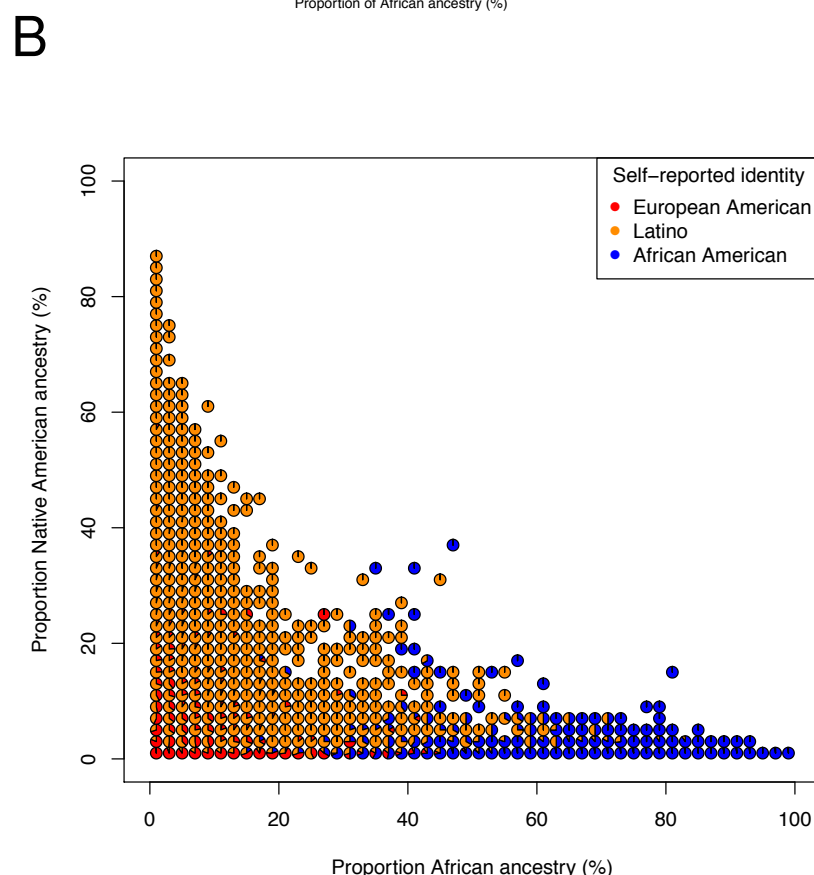 Proportion of African ancestry (%)
B
Self−reported identity
European American
Latino
African American
Proportion Native American ancestry (%)
100
80
60
40
20
0
0 20 40 60 80 100
Proportion African ancestry (%)